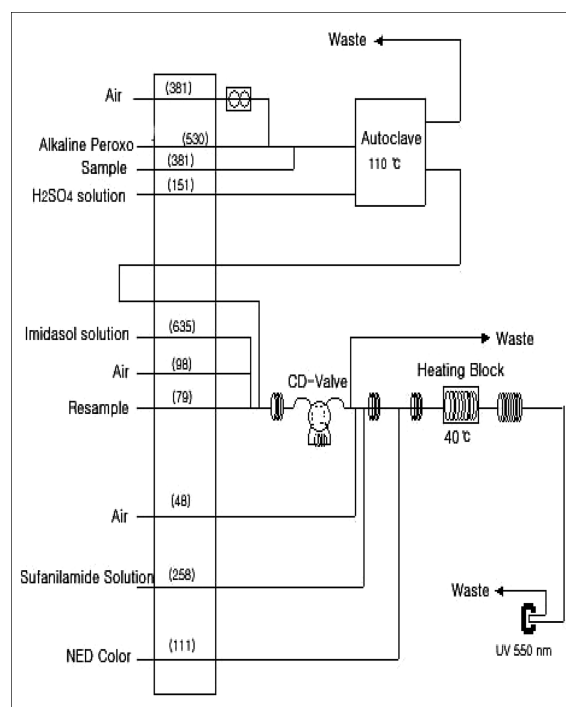 Waste
(381)
Air
Alkaline Peroxo
(530)
Autoclave
Sample
(381)
110 ℃
H2SO4 solution
(151)
Imidasol solution
(635)
Waste
Air
(98)
CD-Valve
Heating Block
Resample
(79)
40 ℃
Air
(48)
Sufanilamide Solution
(258)
Waste
NED Color
(111)
UV 550 nm